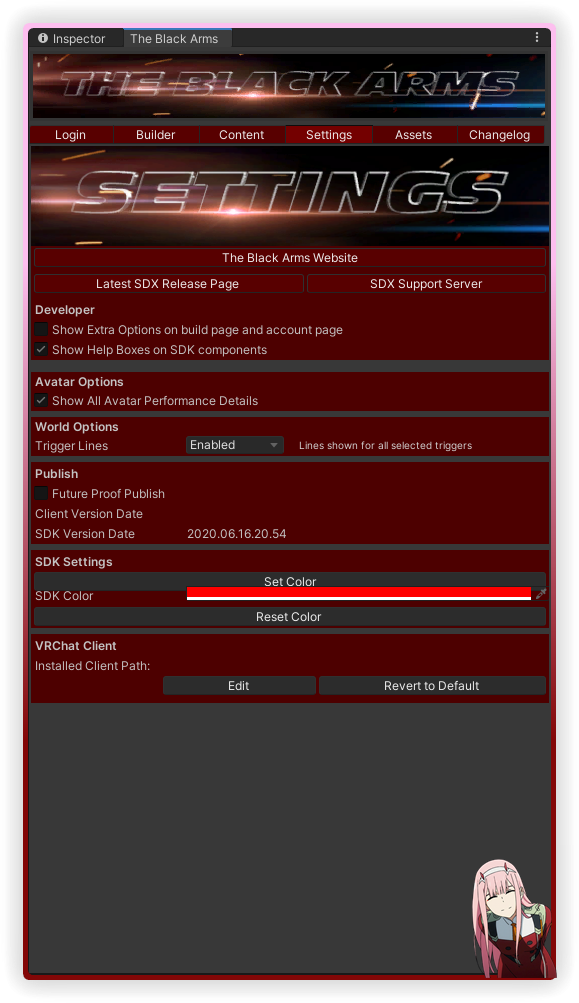 Inspector The Black Arms
THE BLACK ARMS
Login Builder Content Settings Assets Changelog
SETTINGS
The Black Arms Website
Latest SDX Release Page SDX Support Server
Developer
Show Extra Options on build page and account page
Show Help Boxes on SDK components
Avatar Options
Show All Avatar Performance Details
World Options
Trigger Lines Enabled Lines shown for all selected triggers
Publish
Future Proof Publish
Client Version Date
SDK Version Date 2020.06.16.20.54
SDK Settings
Set Color
SDK Color
Reset Color
VRChat Client
Installed Client Path:
Edit Revert to Default